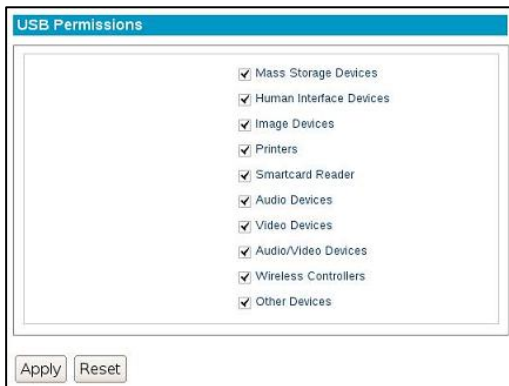 USB Permissions
Mass Storage Devices
Human Interface Devices
Image Devices
Printers
Smartcard Reader
Audio Devices
Video Devices
Audio/Video Devices
Wireless Controllers
Other Devices
Apply Reset